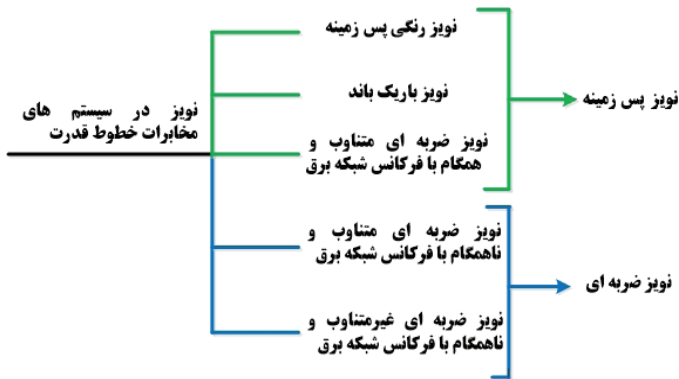 نویز در سیستم های
مخابرات خطوط قدرت
نویز رنگی پس زمینه
نویز باریک باند
نویز ضربه ای متناوب و
همگام با فرکانس شبکه برق
نویز ضربه ای متناوب و
ناهمگام با فرکانس شبکه برق
نویز ضربه ای غیرمتناوب و
ناهمگام با فرکانس شبکه برق
نویز پس زمینه
نویز ضربه ای